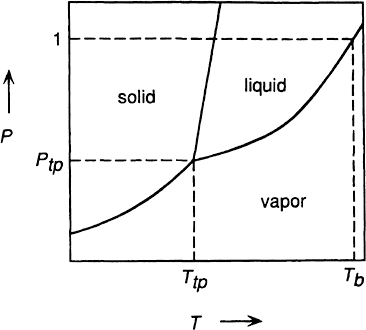 1
solid
liquid
P
P_tp
vapor
T_tp
T_b
T